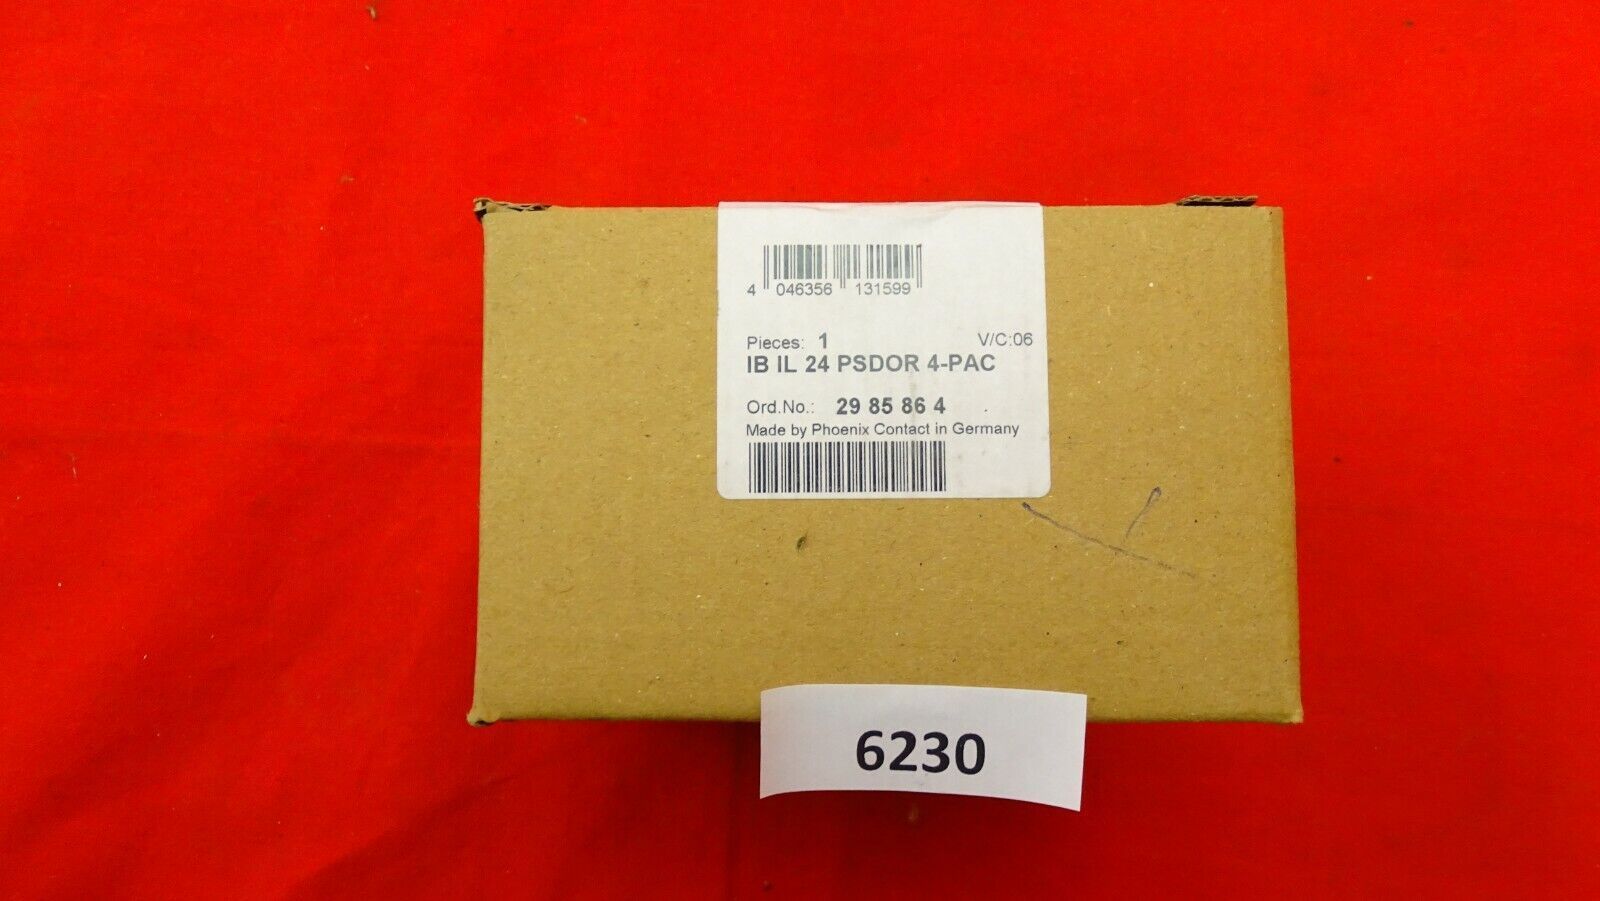 4 046356 131599
Pieces: 1 V/C:06
IB IL 24 PSDOR 4-PAC
Ord.No.: 29 85 86 4
Made by Phoenix Contact in Germany
6230